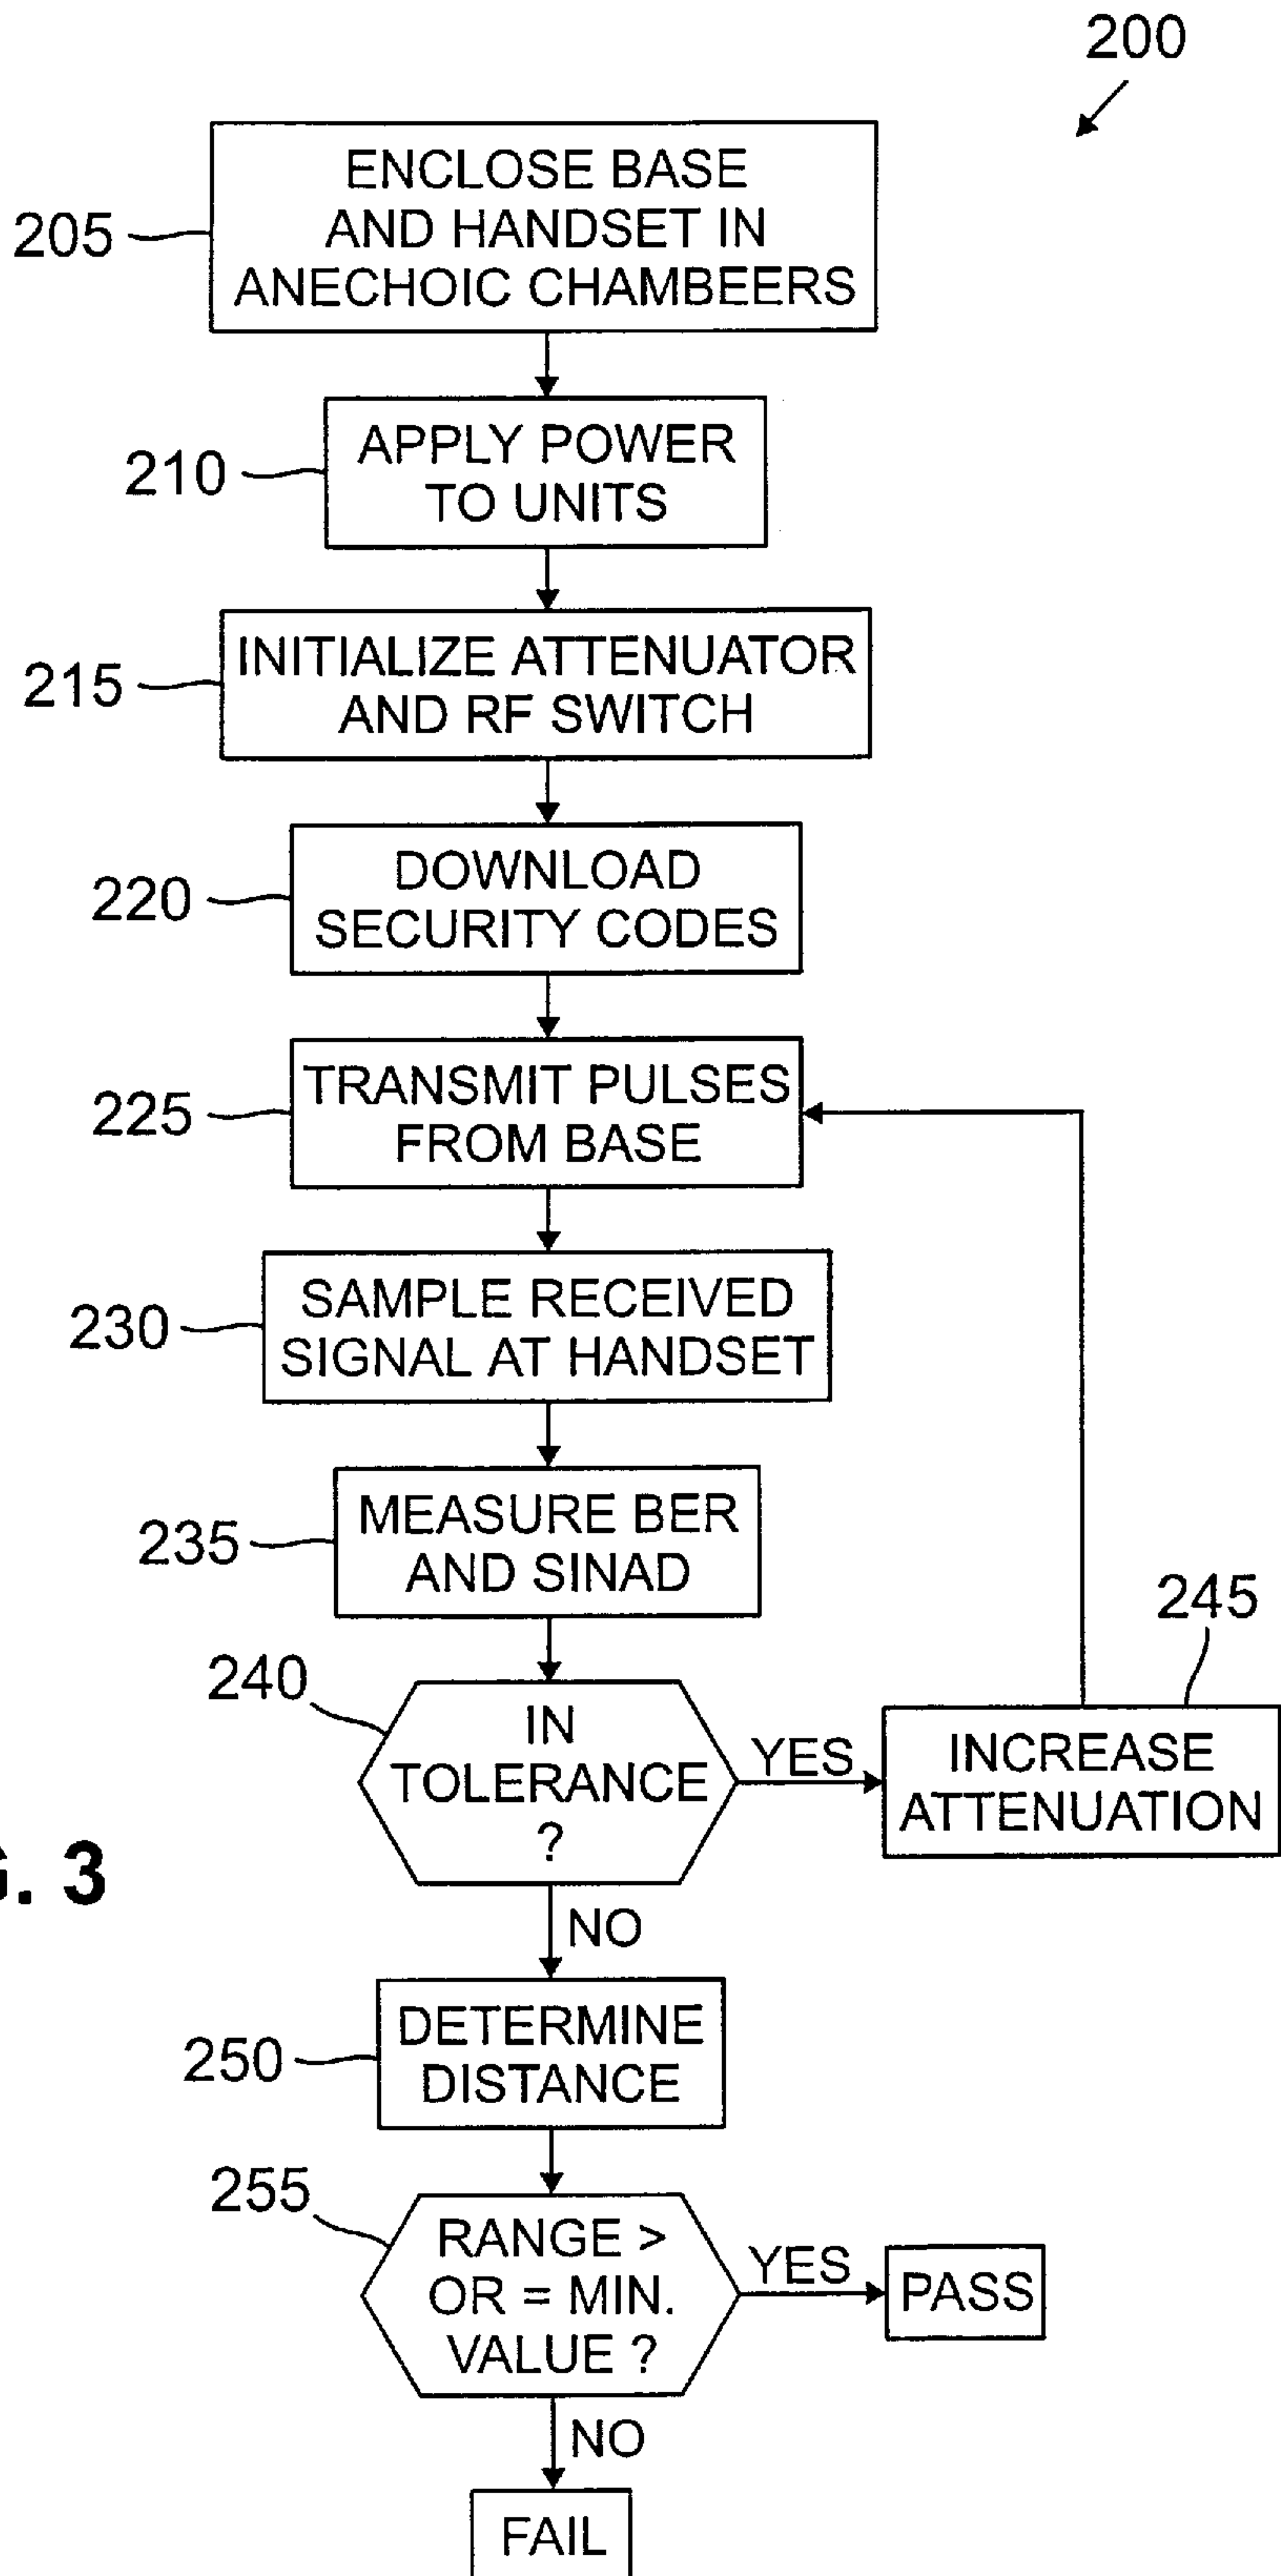 200
205
ENCLOSE BASE
AND HANDSET IN
ANECHOIC CHAMBEERS
210
APPLY POWER
TO UNITS
215
INITIALIZE ATTENUATOR
AND RF SWITCH
220
DOWNLOAD
SECURITY CODES
225
TRANSMIT PULSES
FROM BASE
230
SAMPLE RECEIVED
SIGNAL AT HANDSET
235
MEASURE BER
AND SINAD
240
IN
TOLERANCE
?
YES
245
INCREASE
ATTENUATION
G. 3
NO
250
DETERMINE
DISTANCE
255
RANGE >
OR = MIN.
VALUE ?
YES
PASS
NO
FAIL